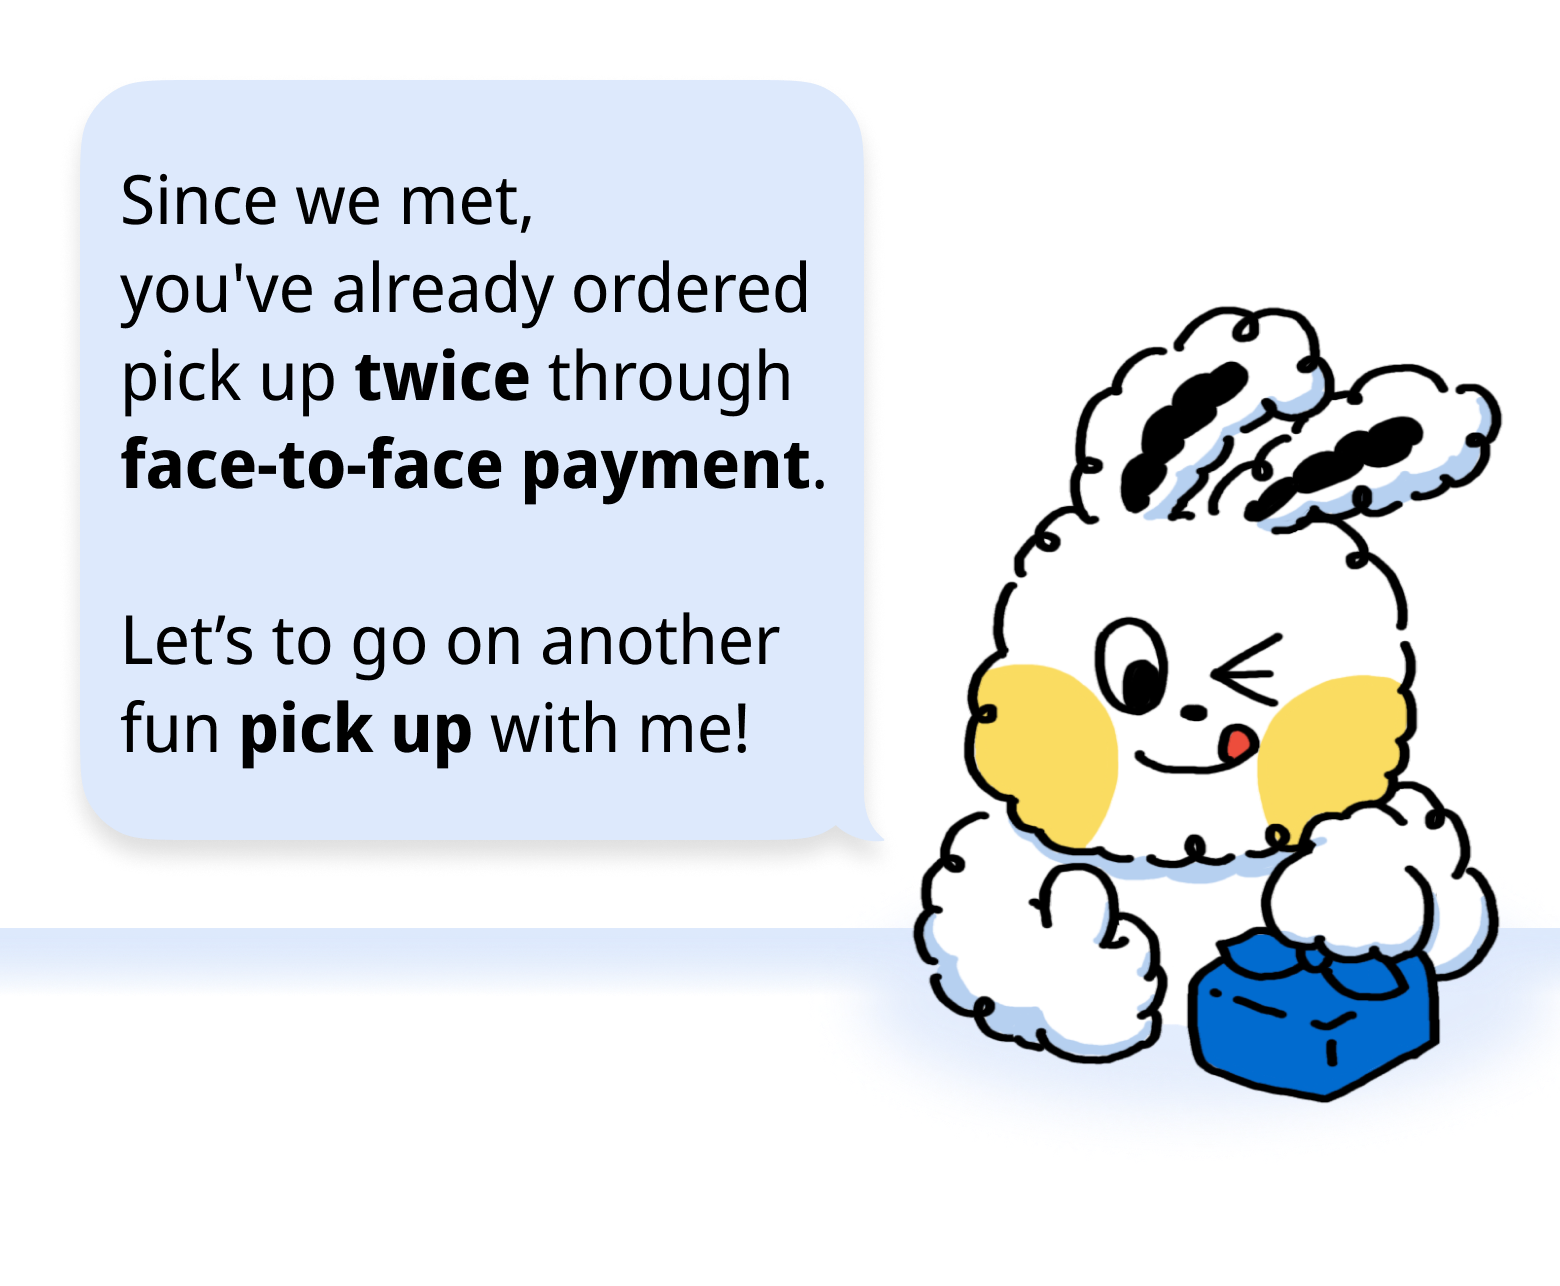 Since we met,
you've already ordered
pick up twice through
face-to-face payment.
Let’s to go on another
fun pick up with me!